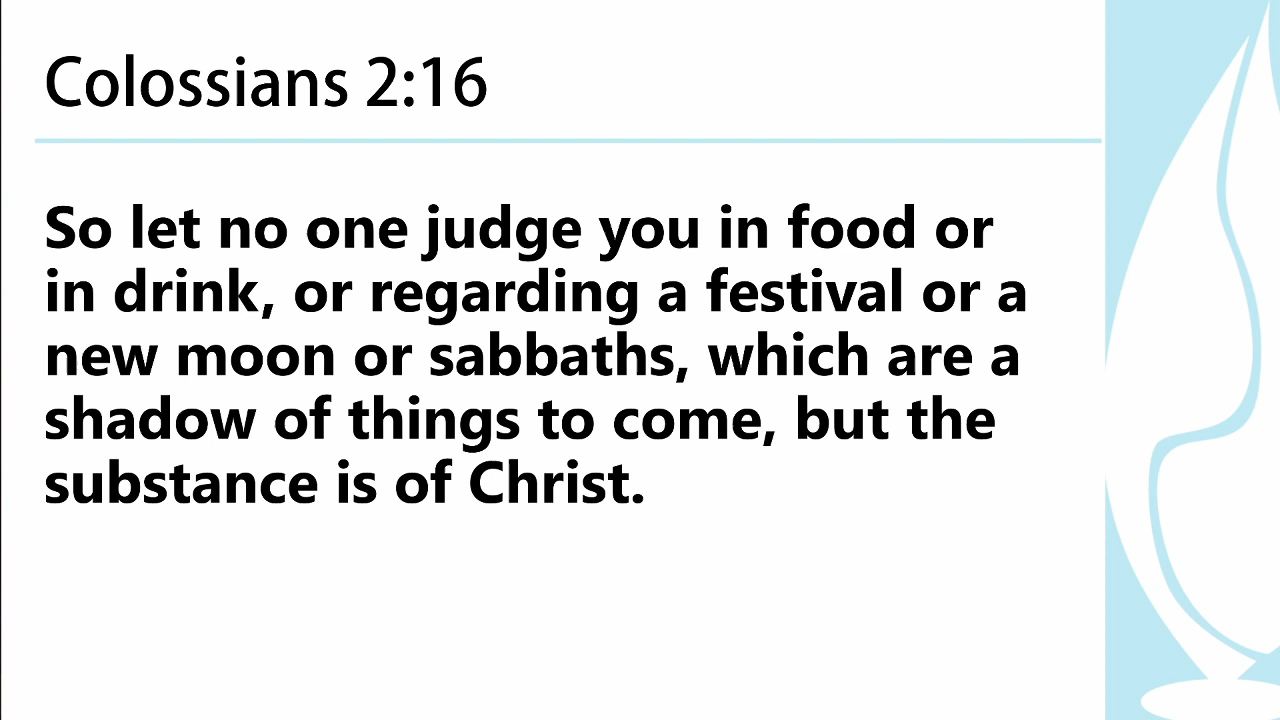 Colossians 2:16
So let no one judge you in food or
in drink, or regarding a festival or a
new moon or sabbaths, which are a
shadow of things to come, but the
substance is of Christ.